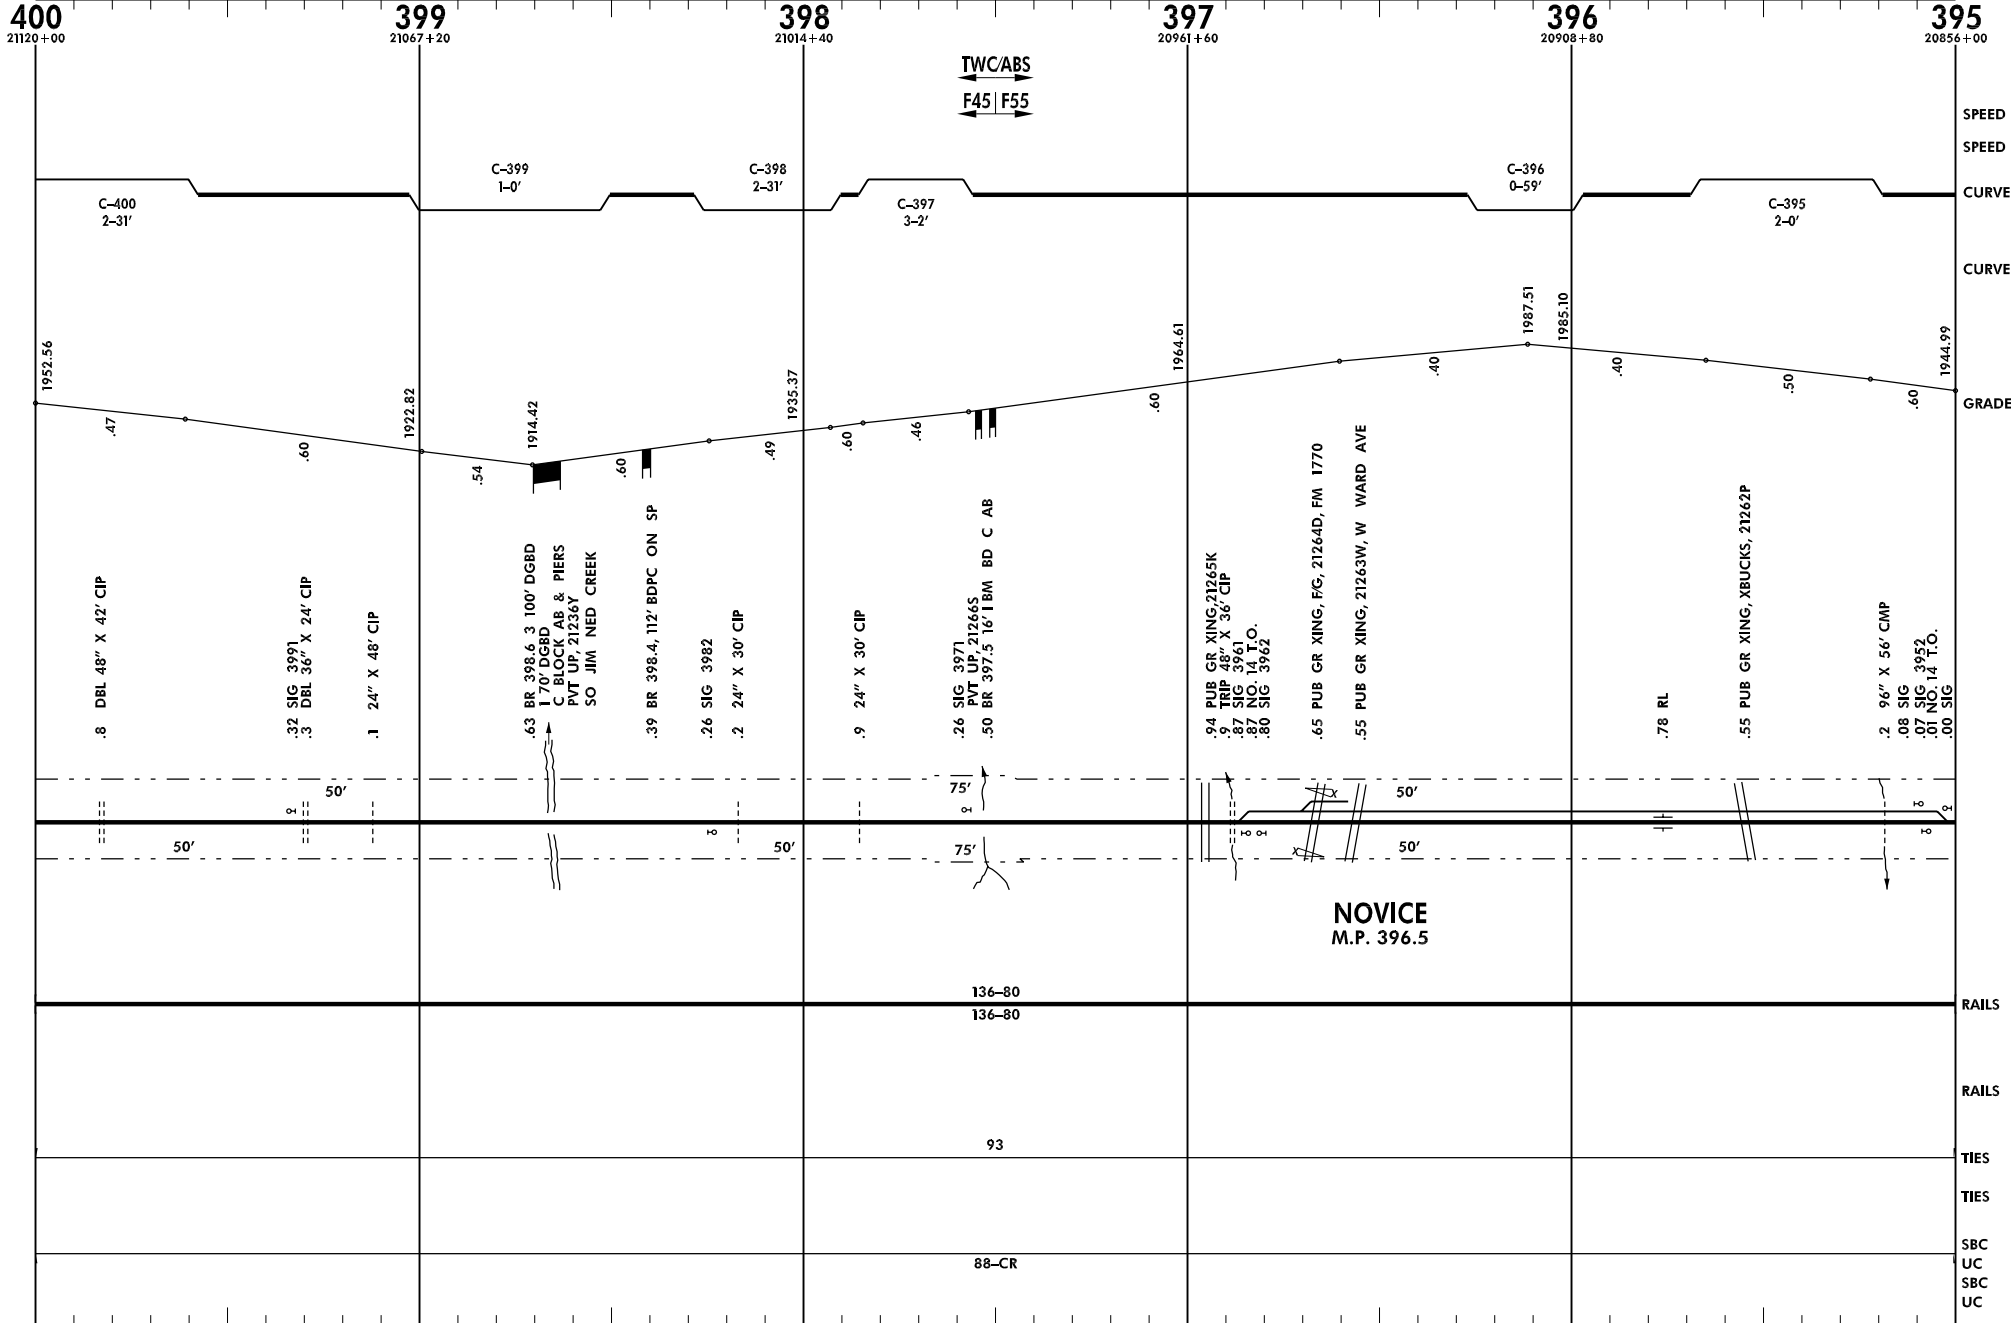 400 399 398 397 396 395
21120+00 21067+20 21014+40 20961+60 20908+80 20856+00
TWC/ABS
F45 F55
SPEED
SPEED
C–399
1–0′
C–398
2–31′
C–396
0–59′
CURVE
C–400
2–31′
C–397
3–2′
C–395
2–0′
CURVE
1952.56
1922.82
1914.42
1935.37
1964.61
1987.51
1985.10
1944.99
GRADE
.47
.60
.54
.60
.49
.60
.46
.60
.40
.40
.50
.60
.8 DBL 48″ X 42′ CIP
.32 SIG 3991
.3 DBL 36″ X 24′ CIP
.1 24″ X 48′ CIP
.63 BR 398.6 3 100′ DGBD
1 70′ DGBD
C BLOCK AB & PIERS
PVT UP, 21236Y
SO JIM NED CREEK
.39 BR 398.4, 112′ BDPC ON SP
.26 SIG 3982
.2 24″ X 30′ CIP
.9 24″ X 30′ CIP
.26 SIG 3971
PVT UP, 21266S
.50 BR 397.5 16′ I BM BD C AB
.94 PUB GR XING,21265K
.9 TRIP 48″ X 36′ CIP
.87 SIG 3961
.87 NO. 14 T.O.
.80 SIG 3962
.65 PUB GR XING, F/G, 21264D, FM 1770
.55 PUB GR XING, 21263W, W WARD AVE
.78 RL
.55 PUB GR XING, XBUCKS, 21262P
.2 96″ X 56′ CMP
.08 SIG
.07 SIG 3952
.01 NO. 14 T.O.
.00 SIG
50′ 75′ 50′
X
50′ 50′ 75′ 50′
X
NOVICE
M.P. 396.5
136–80
RAILS
136–80
RAILS
93
TIES
TIES
SBC
88–CR
UC
SBC
UC